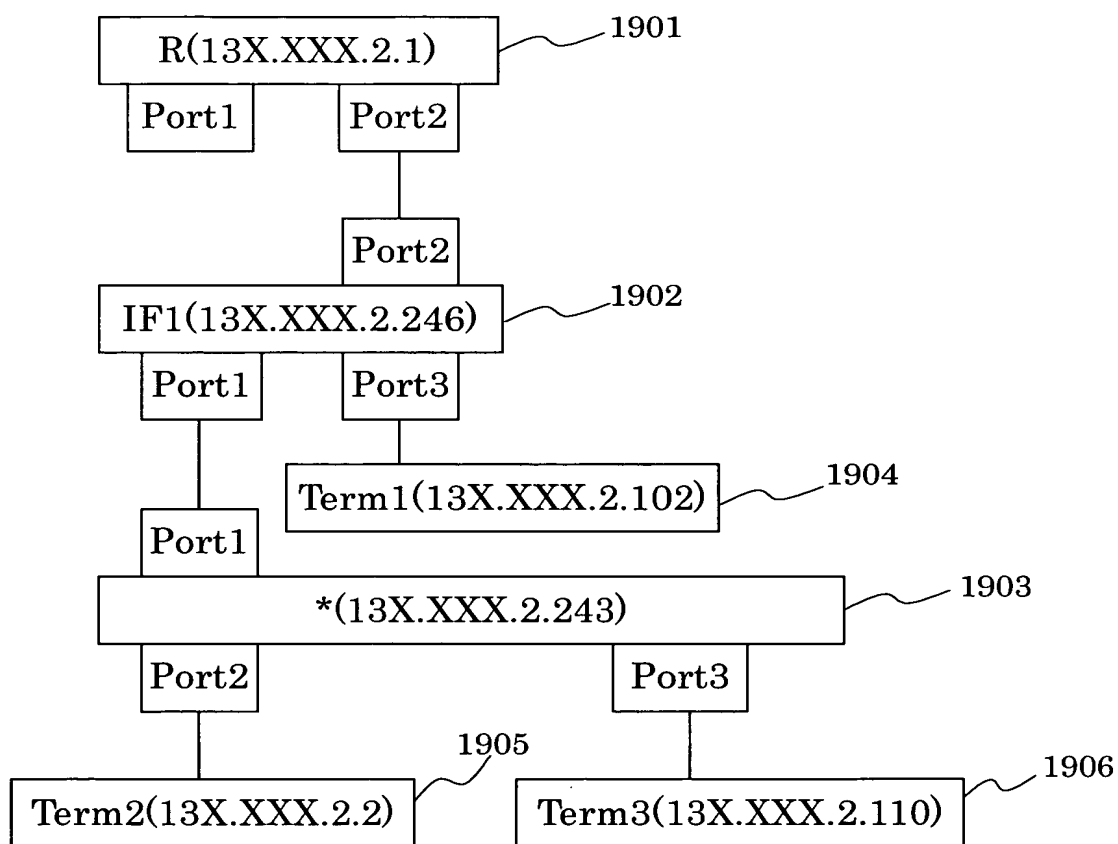 R(13X.XXX.2.1)
1901
Port1
Port2
Port2
IF1(13X.XXX.2.246)
1902
Port1
Port3
Term1(13X.XXX.2.102)
1904
Port1
*(13X.XXX.2.243)
1903
Port2
Port3
1905
Term2(13X.XXX.2.2)
1906
Term3(13X.XXX.2.110)